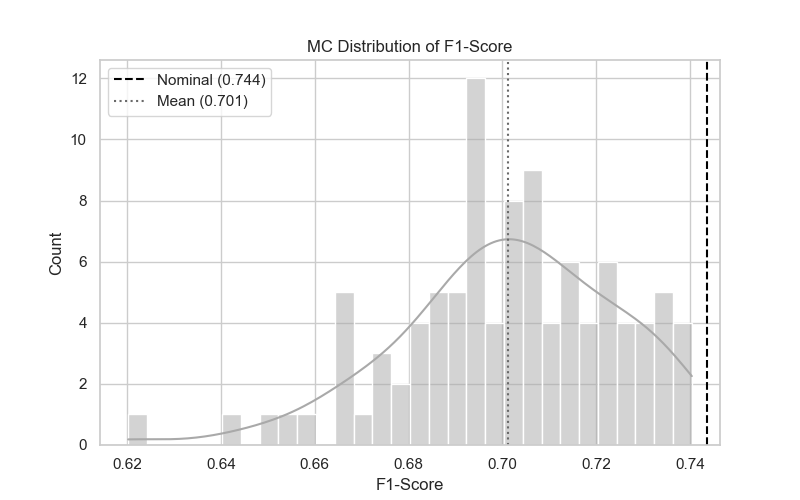 MC Distribution of F1-Score
Nominal (0.744)
Mean (0.701)
12
10
8
6
4
2
0
Count
0.62 0.64 0.66 0.68 0.70 0.72 0.74
F1-Score